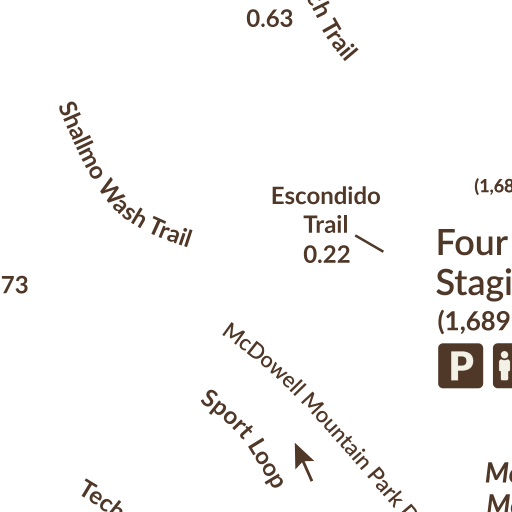 0.63
Trail
Shallmo Wash Trail
(1,68
Escondido
Trail
0.22
Four
Stagi
73
(1,689
P
McDowell Mountain Park
Sport Loop
Tech